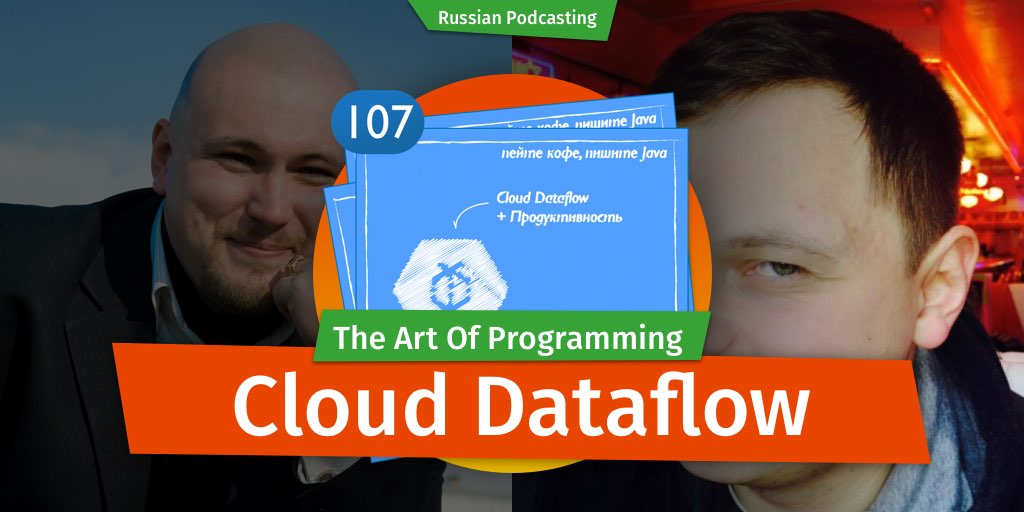 Russian Podcasting
107
кофе, пишите Java
пейте кофе, пишите Java
Cloud Dataflow
+ Продуктивность
The Art Of Programming
Cloud Dataflow